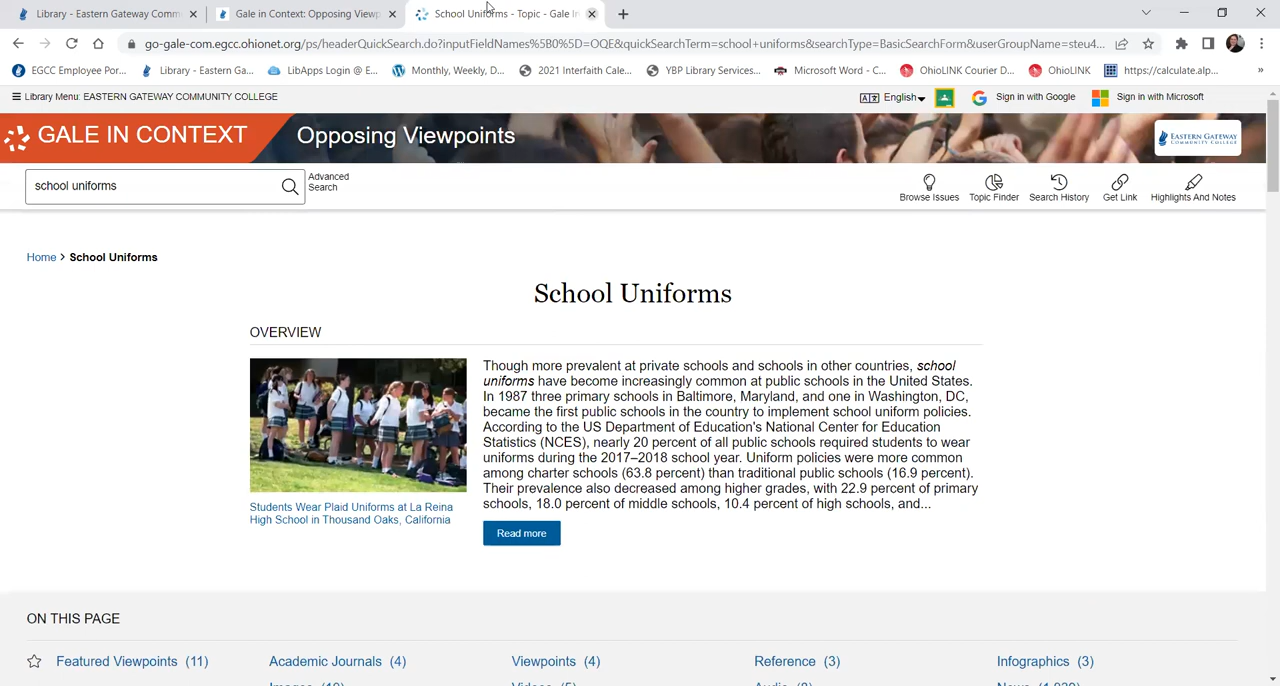 Library - Eastern Gateway Comm
Gale in Context: Opposing Viewp
School Uniforms - Topic - Gale In
go-gale-com.egcc.ohionet.org/ps/headerQuickSearch.do?inputFieldNames%5B0%5D=OQE&quickSearchTerm=school+uniforms&searchType=BasicSearchForm&userGroupName=steu4...
EGCC Employee Por...
Library - Eastern Ga...
LibApps Login @ E...
Monthly, Weekly, D...
2021 Interfaith Cale...
YBP Library Services...
Microsoft Word - C...
OhioLINK Courier D...
OhioLINK
https://calculate.alp...
»
Library Menu: EASTERN GATEWAY COMMUNITY COLLEGE
English
Sign in with Google
Sign in with Microsoft
GALE IN CONTEXT
Opposing Viewpoints
EASTERN GATEWAY
COMMUNITY COLLEGE
school uniforms
Advanced
Search
Browse Issues
Topic Finder
Search History
Get Link
Highlights And Notes
Home > School Uniforms
School Uniforms
OVERVIEW
Though more prevalent at private schools and schools in other countries, school
uniforms have become increasingly common at public schools in the United States.
In 1987 three primary schools in Baltimore, Maryland, and one in Washington, DC,
became the first public schools in the country to implement school uniform policies.
According to the US Department of Education's National Center for Education
Statistics (NCES), nearly 20 percent of all public schools required students to wear
uniforms during the 2017–2018 school year. Uniform policies were more common
among charter schools (63.8 percent) than traditional public schools (16.9 percent).
Their prevalence also decreased among higher grades, with 22.9 percent of primary
schools, 18.0 percent of middle schools, 10.4 percent of high schools, and...
Students Wear Plaid Uniforms at La Reina
High School in Thousand Oaks, California
Read more
ON THIS PAGE
Featured Viewpoints (11)
Academic Journals (4)
Viewpoints (4)
Reference (3)
Infographics (3)